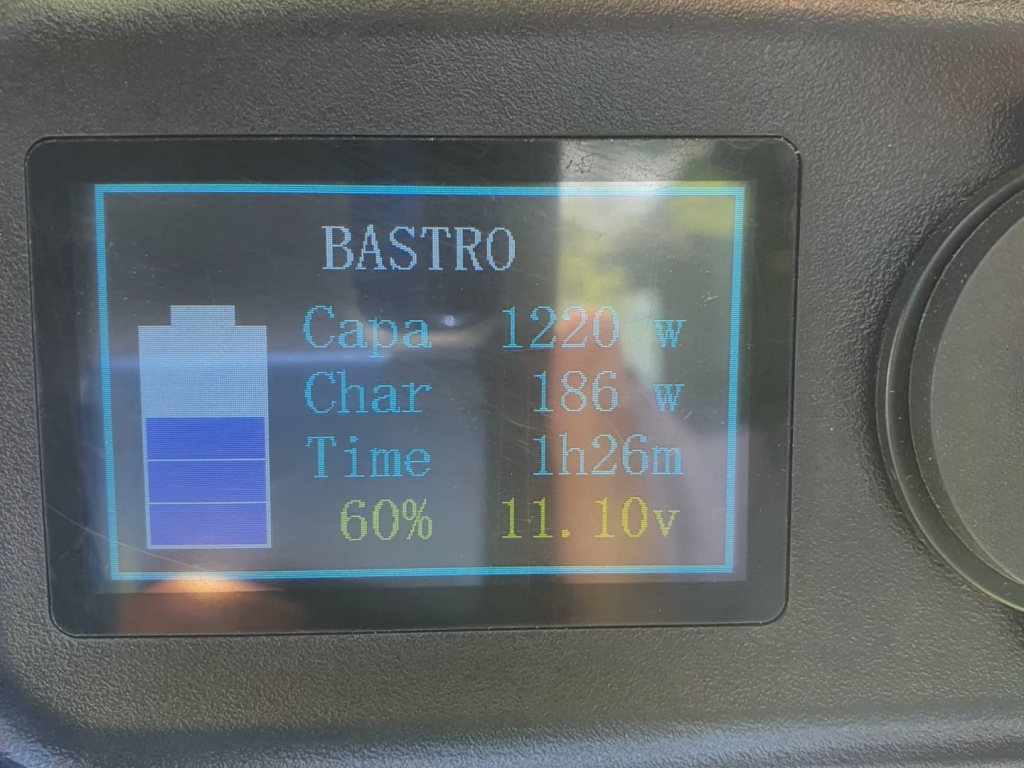 BASTRO
Capa 1220 w
Char 186 w
Time 1h26m
60% 11.10v